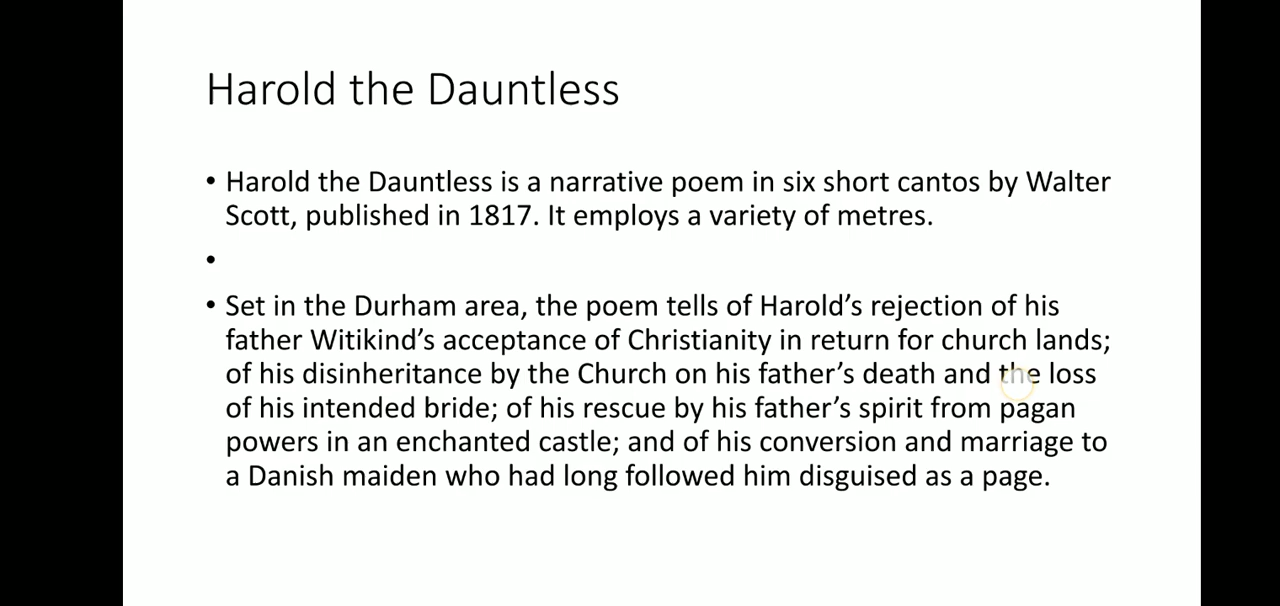 Harold the Dauntless
• Harold the Dauntless is a narrative poem in six short cantos by Walter
Scott, published in 1817. It employs a variety of metres.
•
• Set in the Durham area, the poem tells of Harold’s rejection of his
father Witikind’s acceptance of Christianity in return for church lands;
of his disinheritance by the Church on his father’s death and the loss
of his intended bride; of his rescue by his father’s spirit from pagan
powers in an enchanted castle; and of his conversion and marriage to
a Danish maiden who had long followed him disguised as a page.